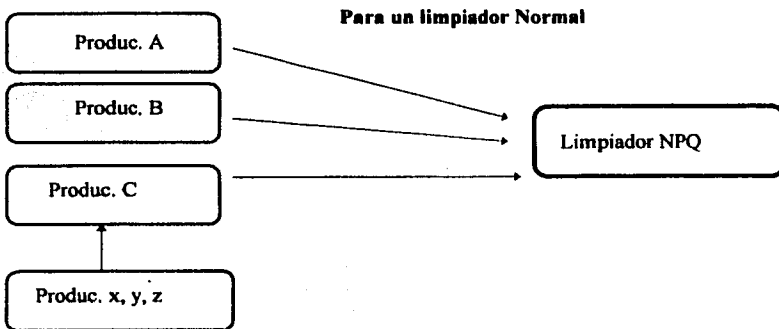 Para un limpiador Normal
Produc. A
Produc. B
Limpiador NPQ
Produc. C
Produc. x, y, z